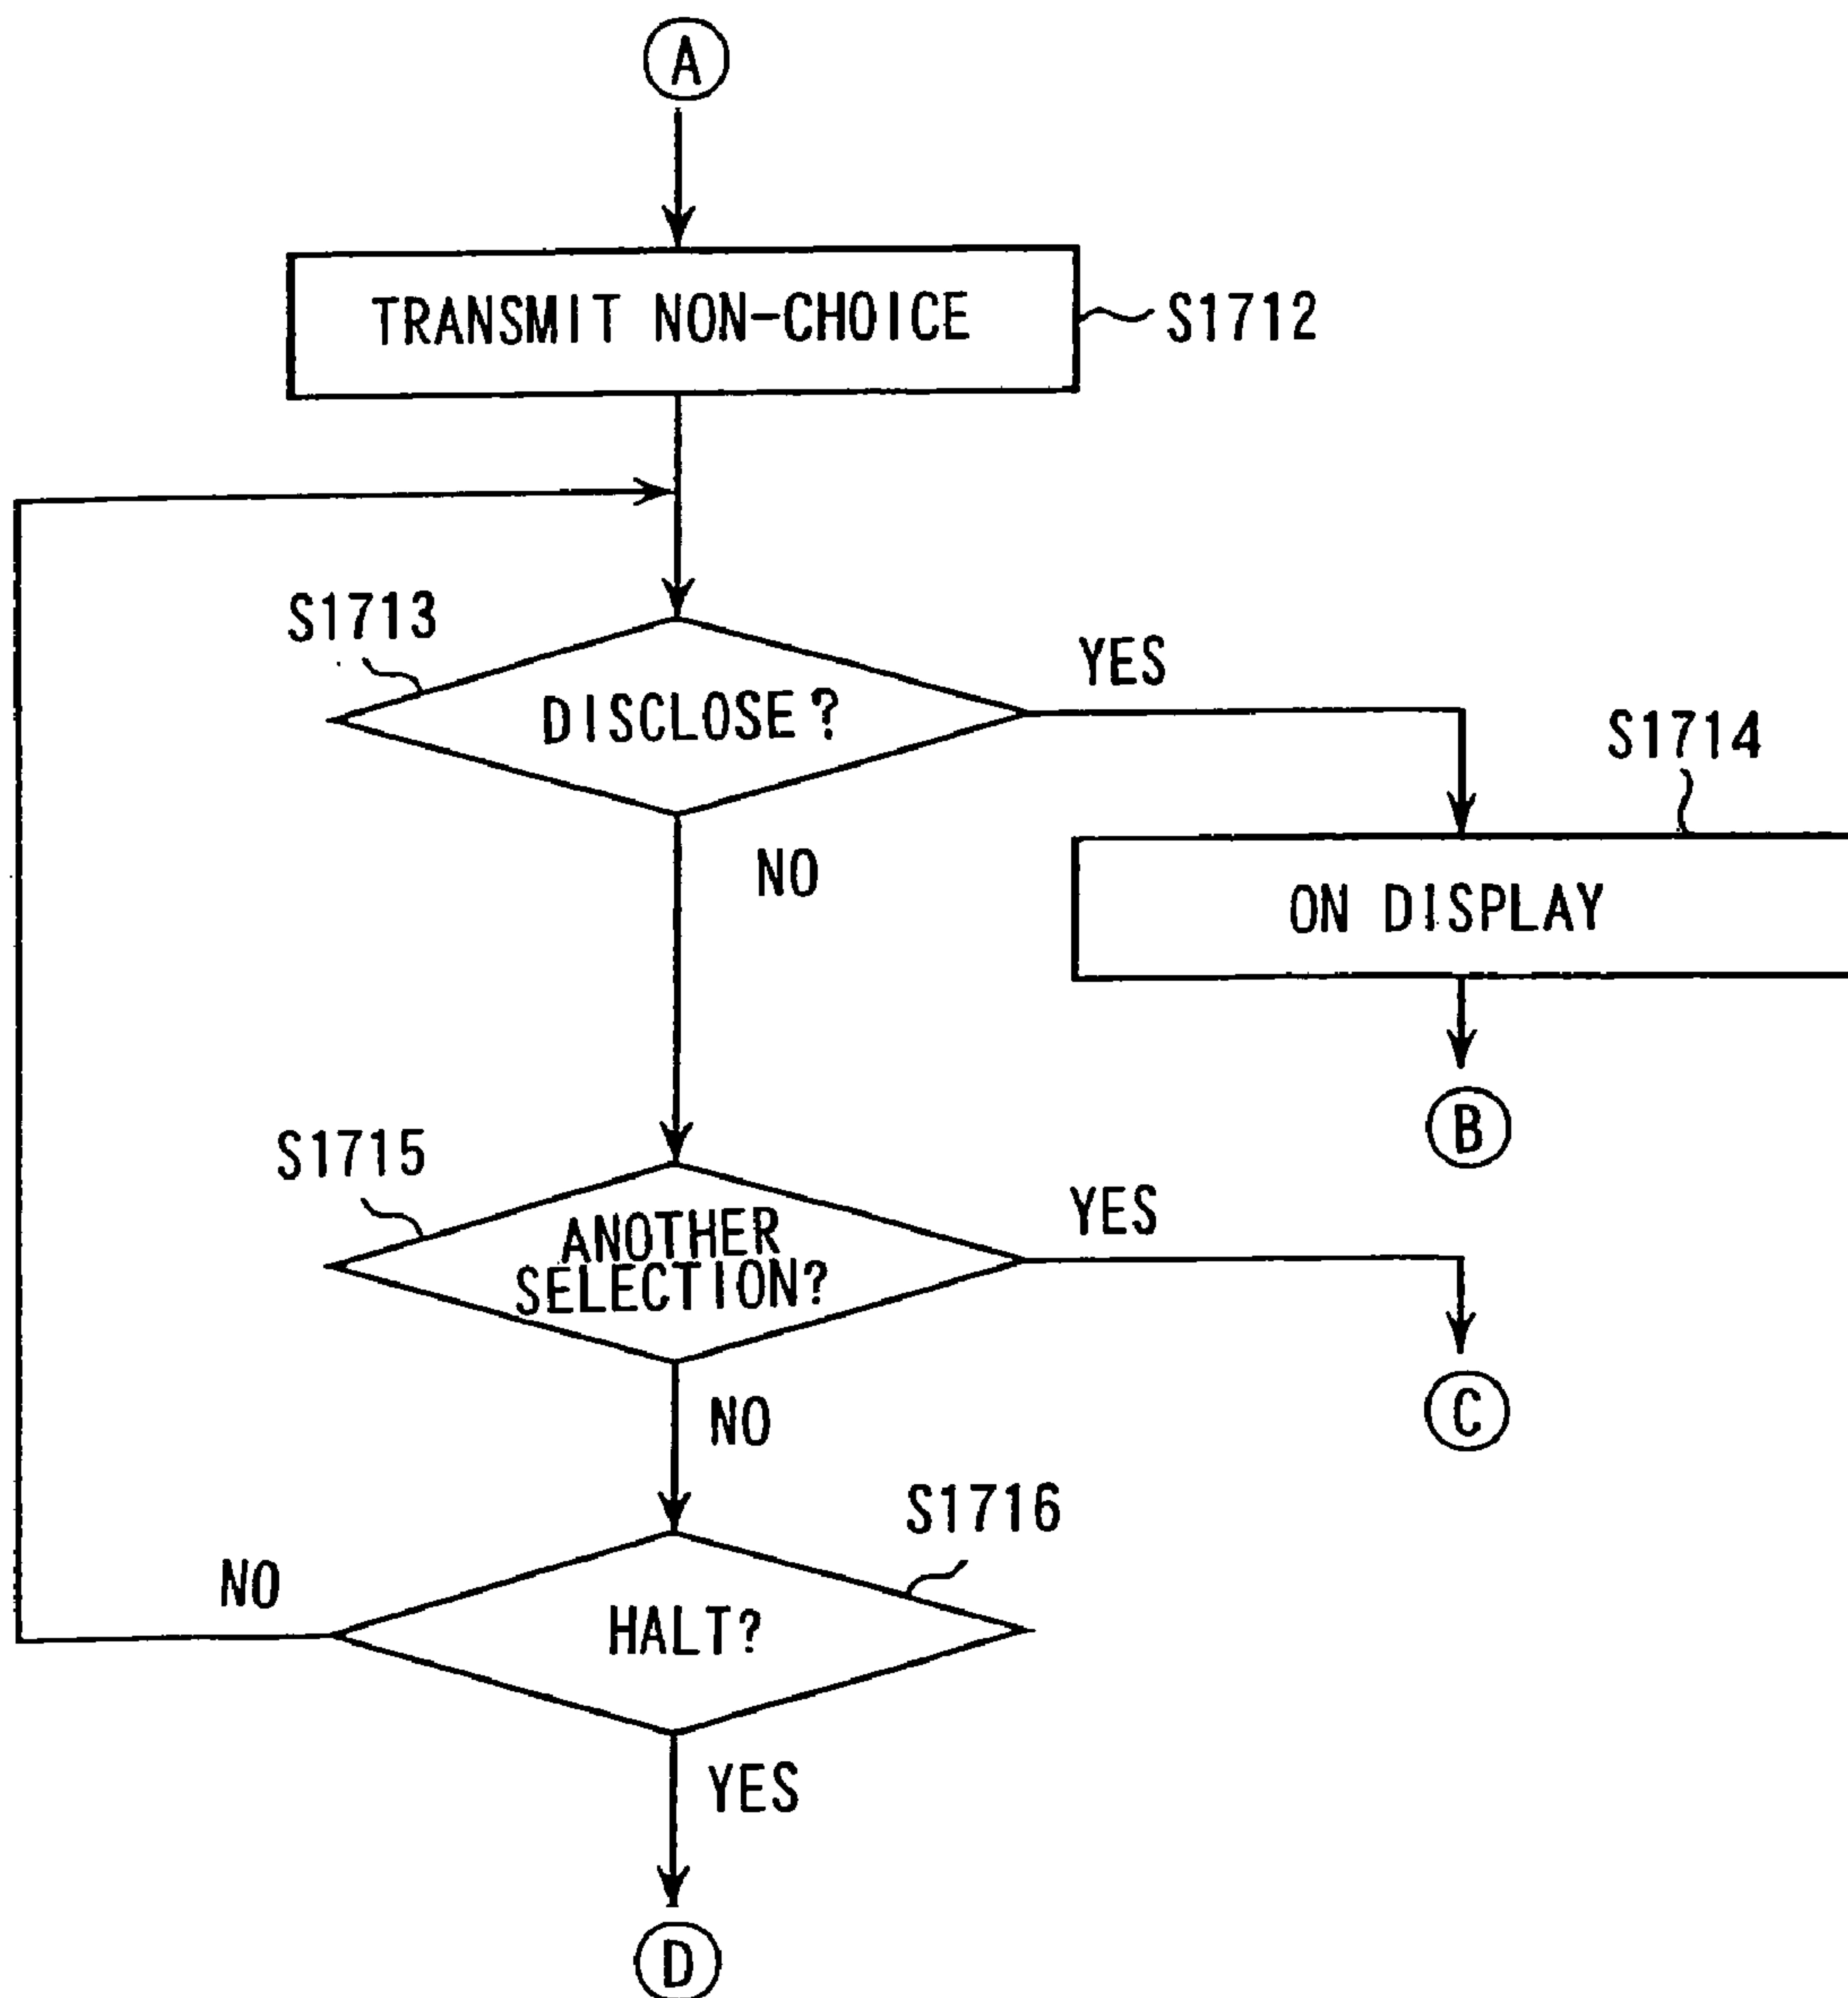 A
TRANSMIT NON-CHOICE
S1712
S1713
DISCLOSE?
YES
S1714
NO
ON DISPLAY
B
S1715
ANOTHER
SELECTION?
YES
C
NO
S1716
NO
HALT?
YES
D